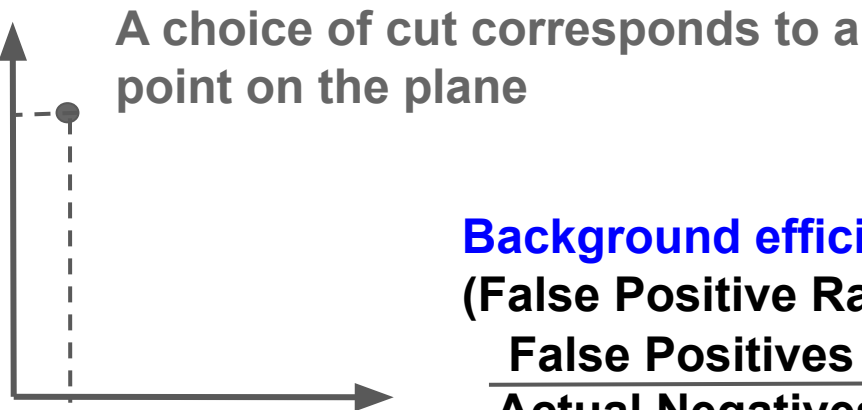 A choice of cut corresponds to a
point on the plane
Background effici
(False Positive Ra
False Positives
Actual Negatives